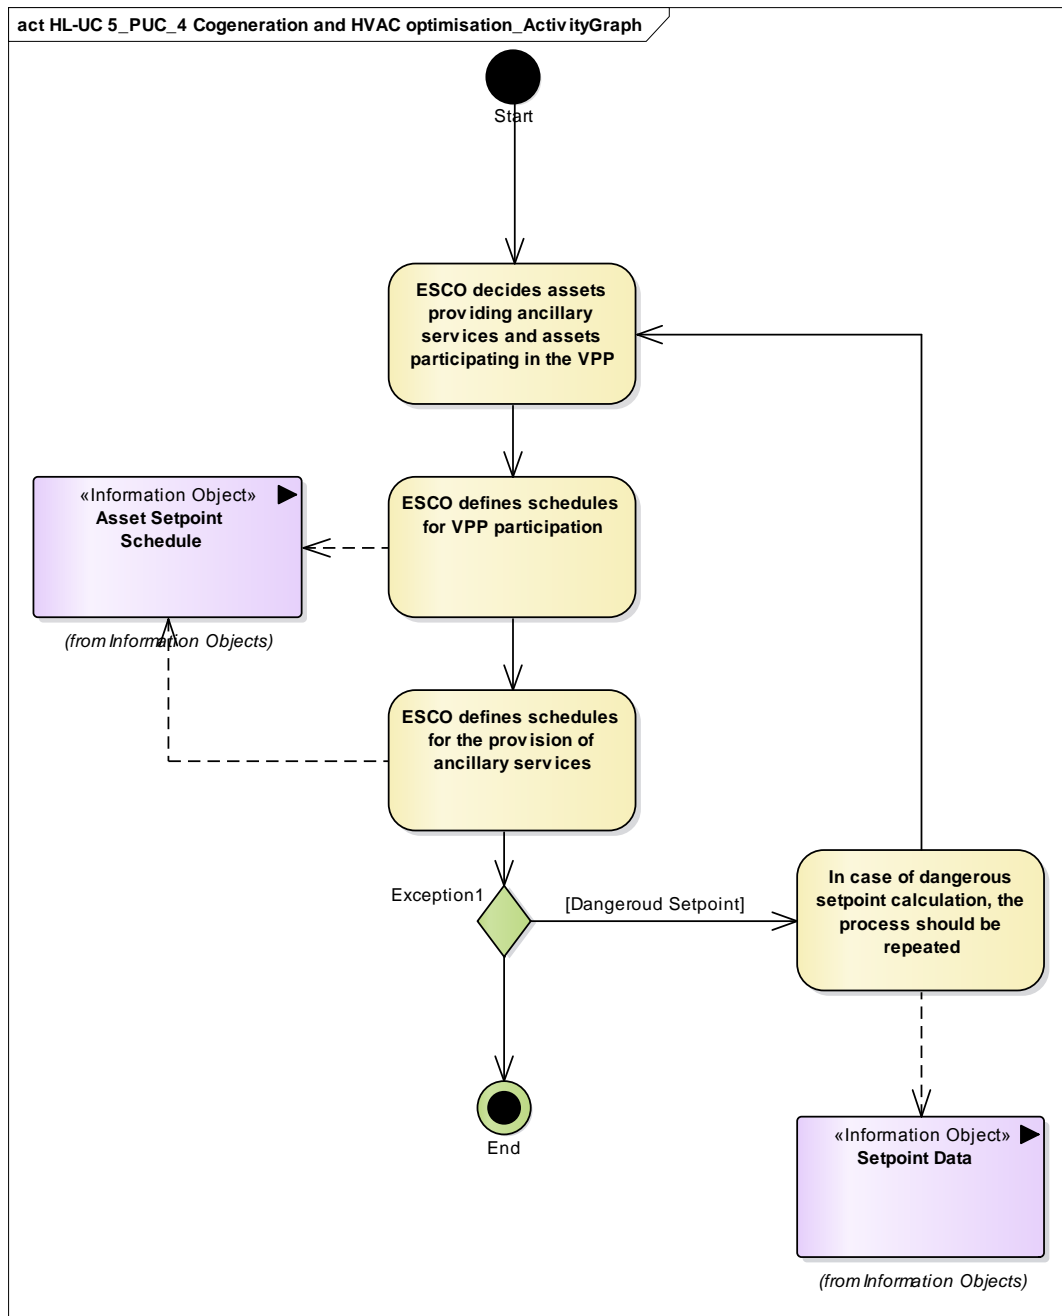 act HL-UC 5_PUC_4 Cogeneration and HVAC optimisation_ActivityGraph
Start
ESCO decides assets
providing ancillary
services and assets
participating in the VPP
«Information Object»
Asset Setpoint
Schedule
(from Information Objects)
ESCO defines schedules
for VPP participation
ESCO defines schedules
for the provision of
ancillary services
Exception1
[Dangeroud Setpoint]
In case of dangerous
setpoint calculation, the
process should be
repeated
End
«Information Object»
Setpoint Data
(from Information Objects)